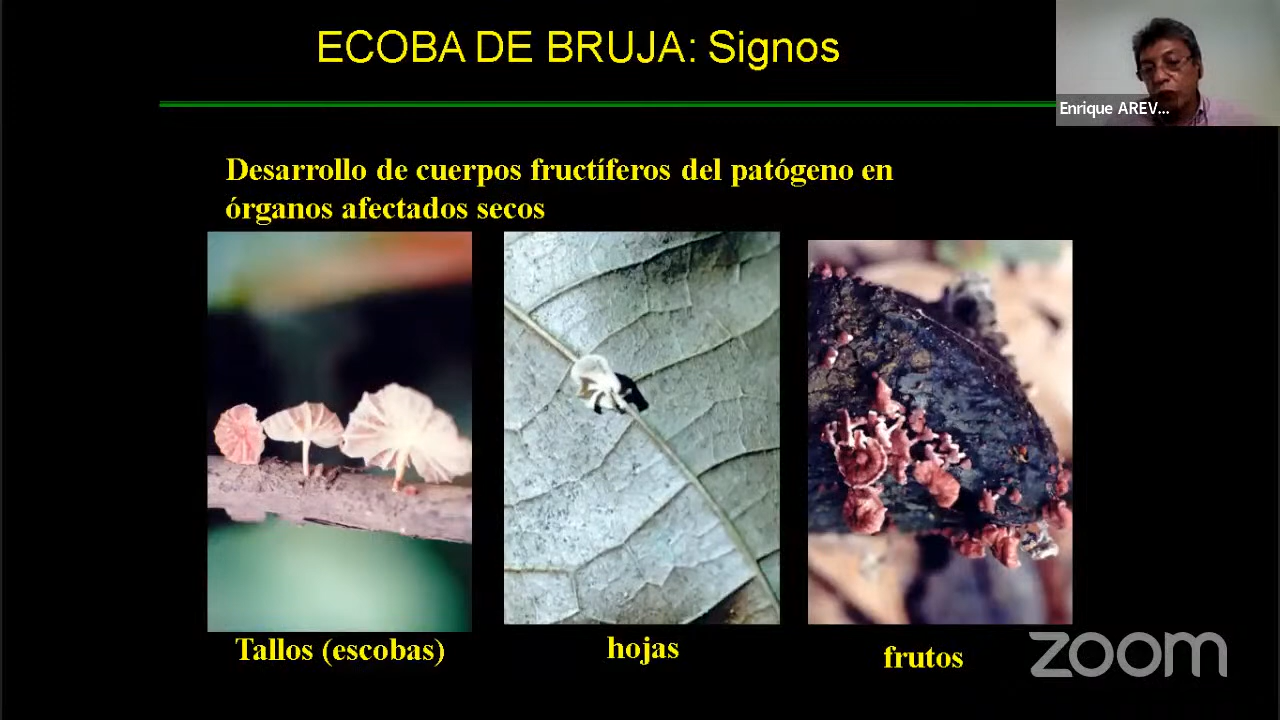 ECOBA DE BRUJA: Signos
Enrique AREV...
Desarrollo de cuerpos fructíferos del patógeno en
órganos afectados secos
Tallos (escobas)
hojas
frutos
zoom